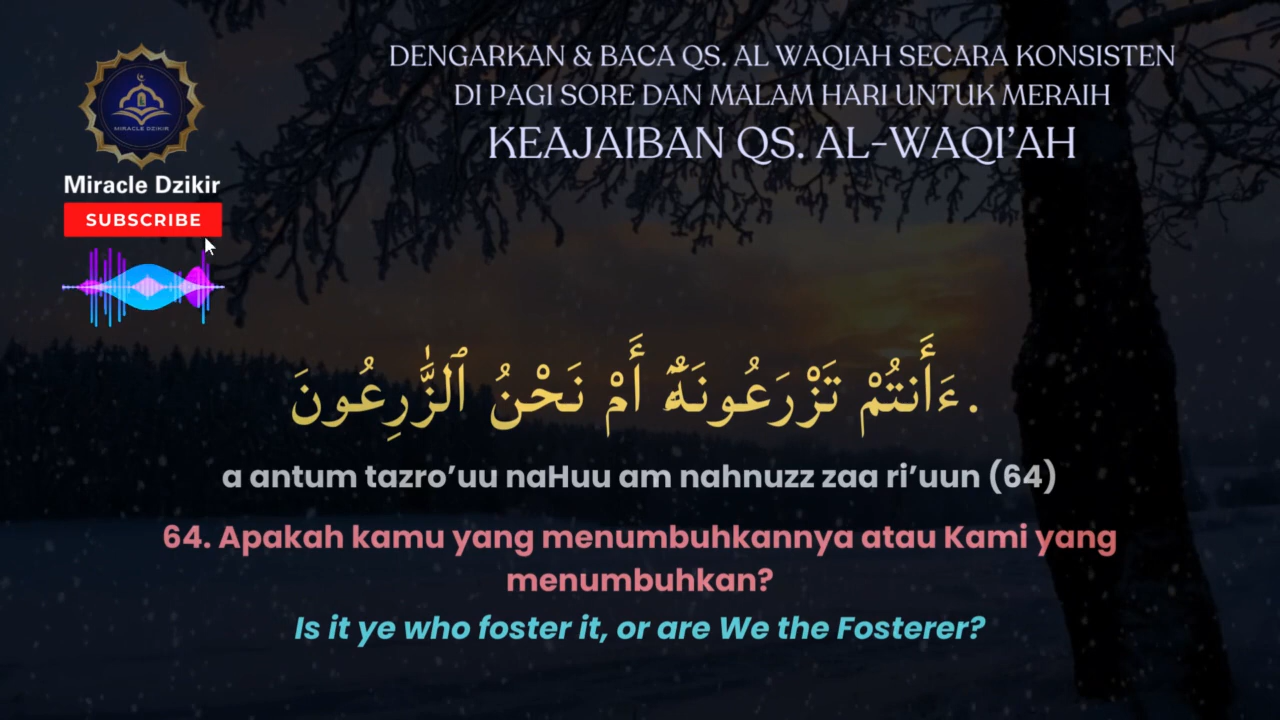 DENGARKAN & BACA QS. AL WAQIAH SECARA KONSISTEN
DI PAGI SORE DAN MALAM HARI UNTUK MERAIH
KEAJAIBAN QS. AL-WAQI'AH
MIRACLE DZIKIR
Miracle Dzikir
SUBSCRIBE
ءَأَنتُمْ تَزْرَعُونَهُۥٓ أَمْ نَحْنُ ٱلزَّٰرِعُونَ.
a antum tazro’uu naHuu am nahnuzz zaa ri’uun (64)
64. Apakah kamu yang menumbuhkannya atau Kami yang
menumbuhkan?
Is it ye who foster it, or are We the Fosterer?